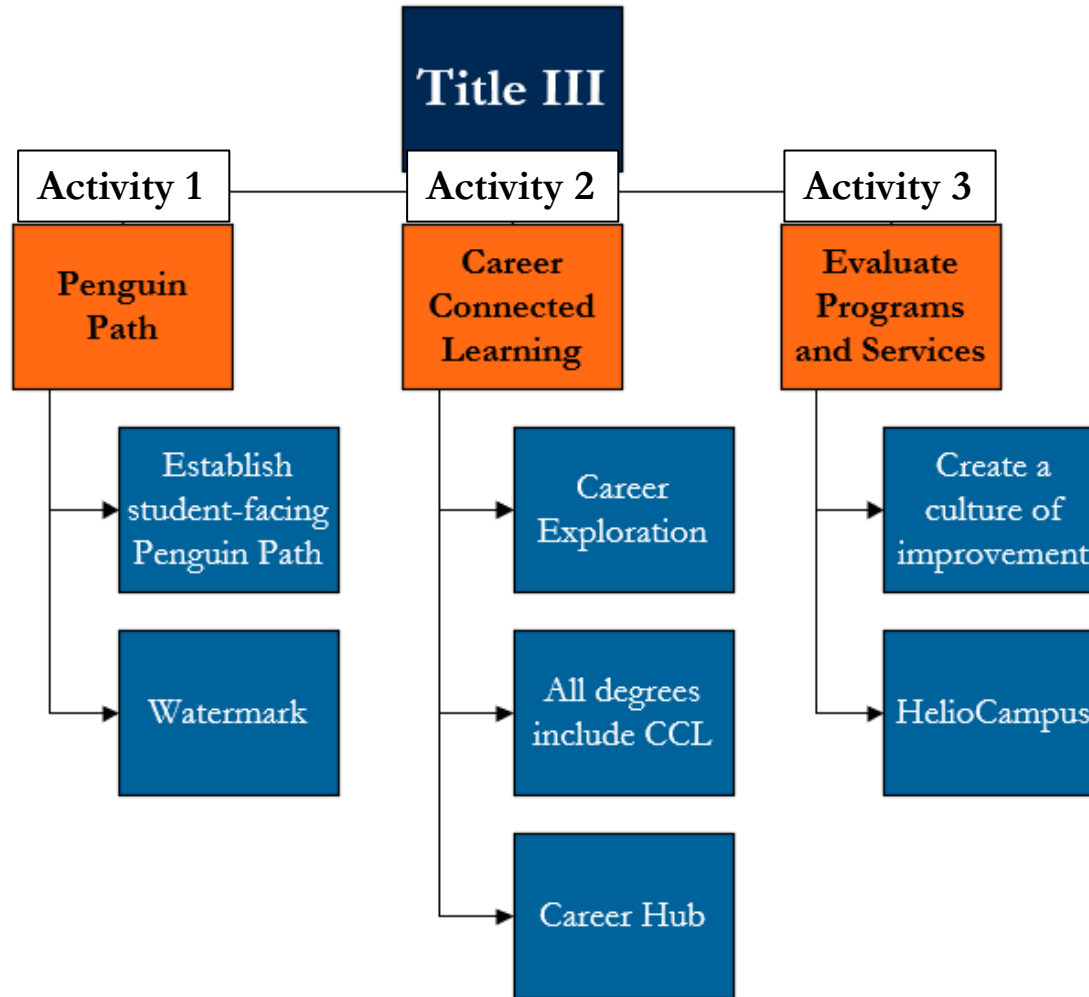 Title III
Activity 1
Activity 2
Activity 3
Penguin
Path
Career
Connected
Learning
Evaluate
Programs
and Services
Establish
student-facing
Penguin Path
Watermark
Career
Exploration
All degrees
include CCL
Career Hub
Create a
culture of
improvement
HelioCampus